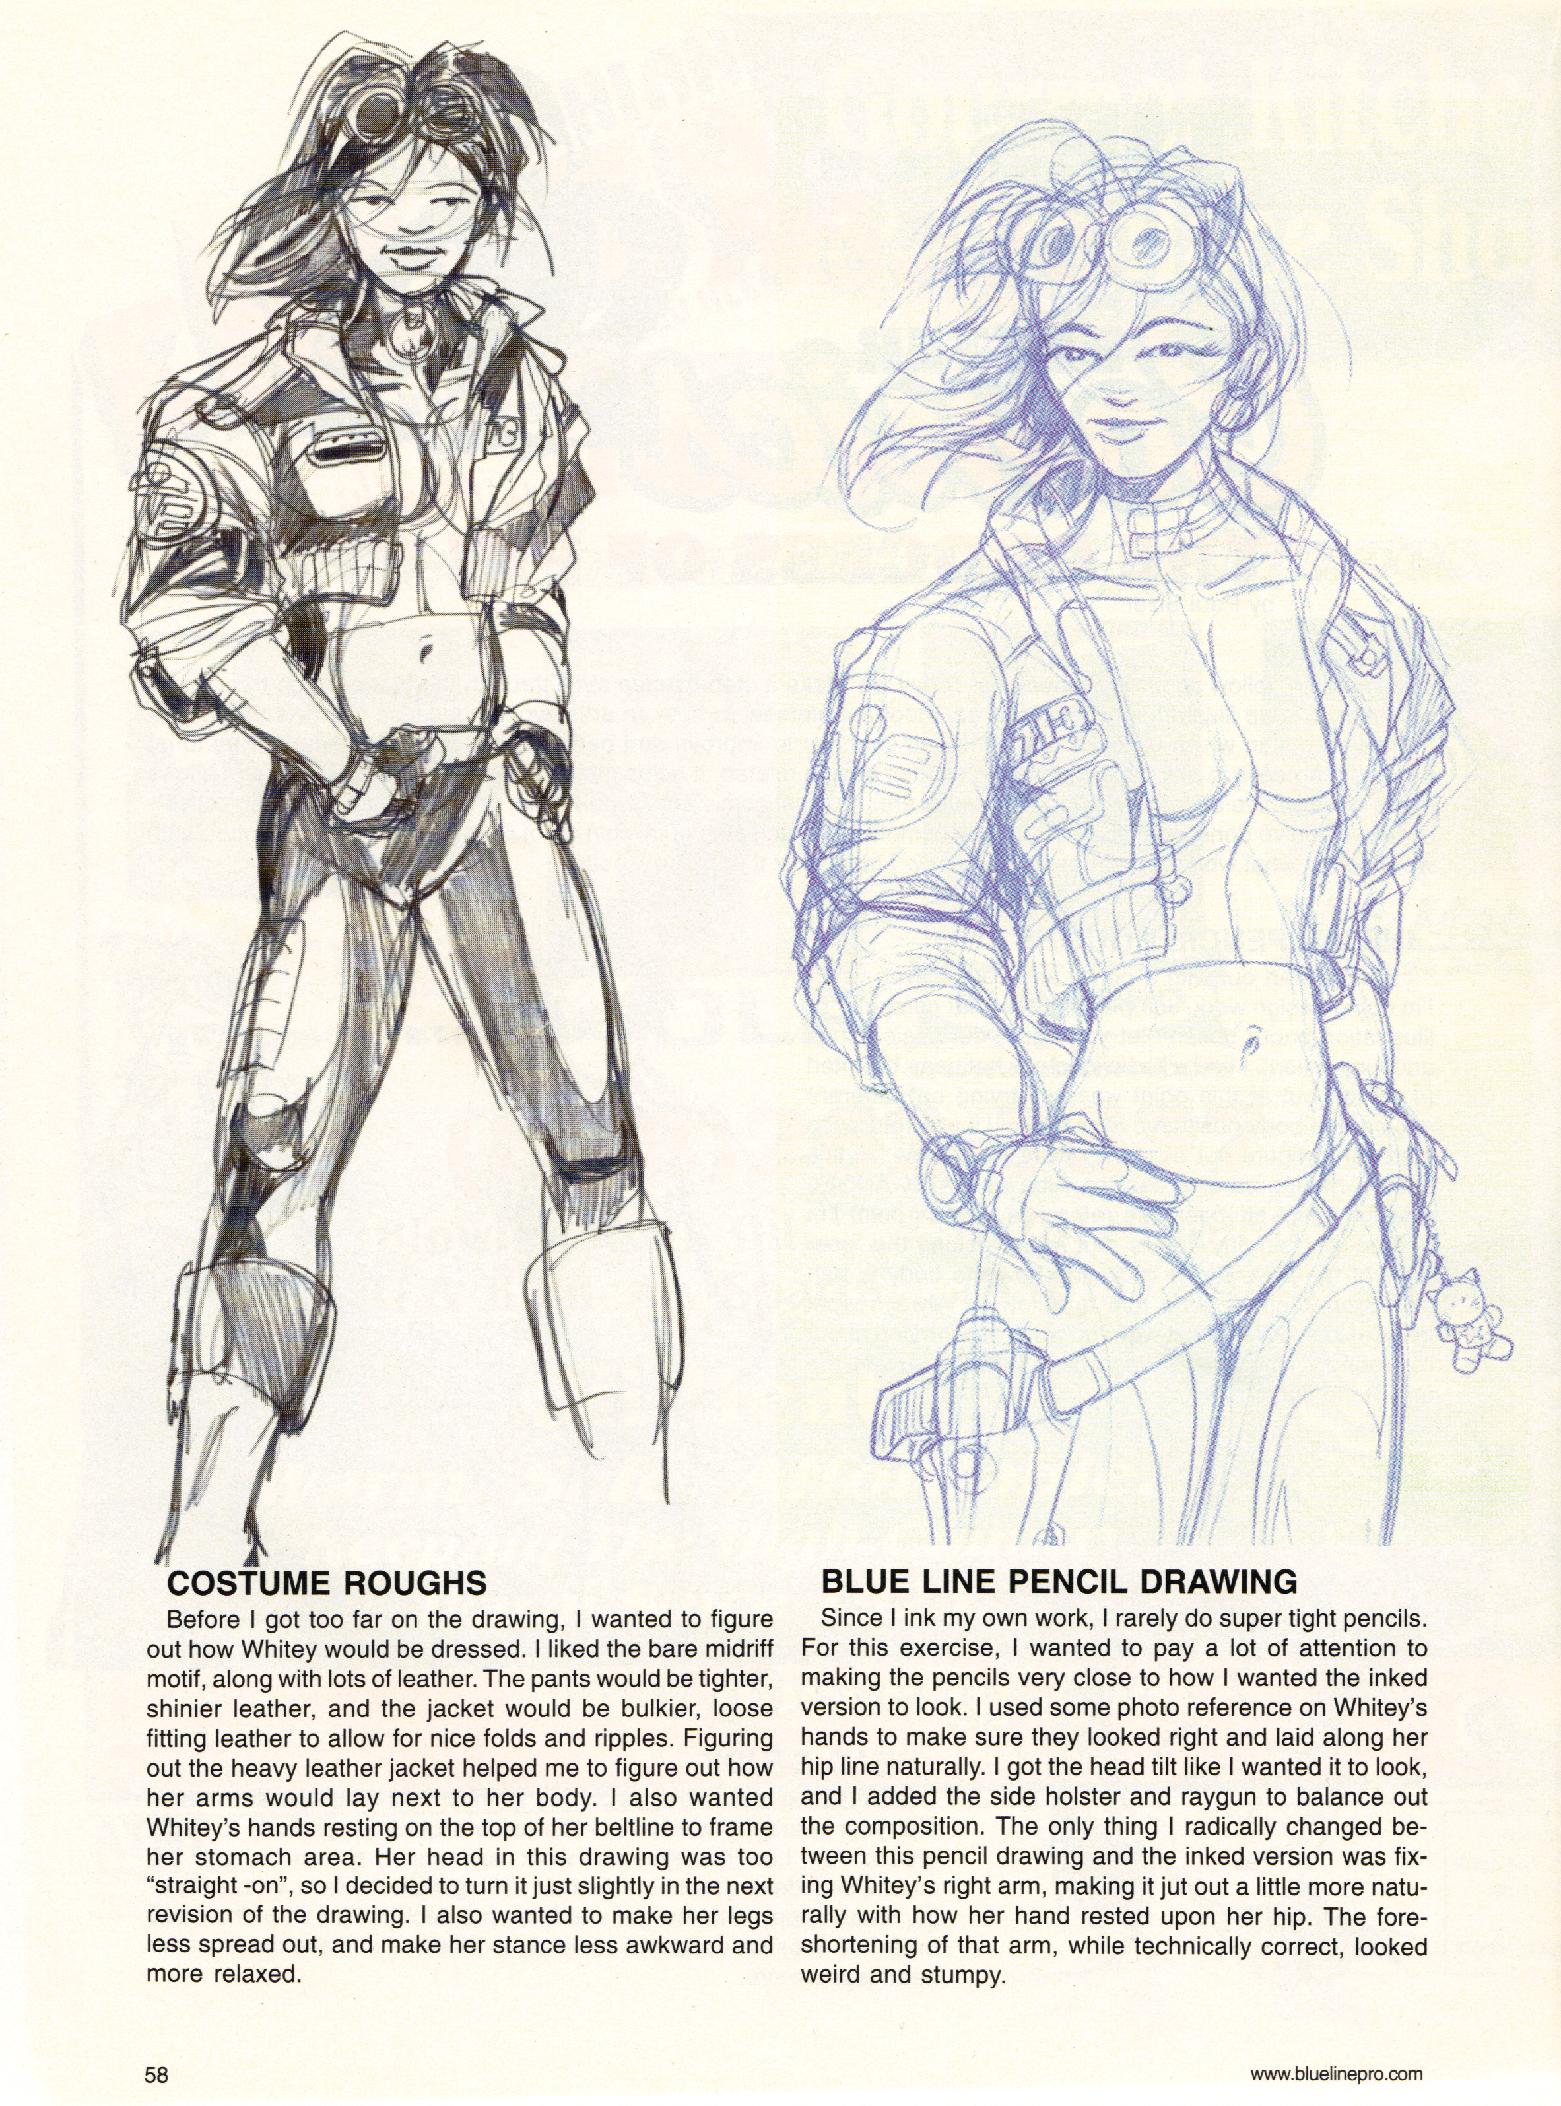 COSTUME ROUGHS
Before I got too far on the drawing, I wanted to figure
out how Whitey would be dressed. I liked the bare midriff
motif, along with lots of leather. The pants would be tighter,
shinier leather, and the jacket would be bulkier, loose
fitting leather to allow for nice folds and ripples. Figuring
out the heavy leather jacket helped me to figure out how
her arms would lay next to her body. I also wanted
Whitey's hands resting on the top of her beltline to frame
her stomach area. Her head in this drawing was too
“straight -on”, so I decided to turn it just slightly in the next
revision of the drawing. I also wanted to make her legs
less spread out, and make her stance less awkward and
more relaxed.
BLUE LINE PENCIL DRAWING
Since I ink my own work, I rarely do super tight pencils.
For this exercise, I wanted to pay a lot of attention to
making the pencils very close to how I wanted the inked
version to look. I used some photo reference on Whitey's
hands to make sure they looked right and laid along her
hip line naturally. I got the head tilt like I wanted it to look,
and I added the side holster and raygun to balance out
the composition. The only thing I radically changed be-
tween this pencil drawing and the inked version was fix-
ing Whitey's right arm, making it jut out a little more natu-
rally with how her hand rested upon her hip. The fore-
shortening of that arm, while technically correct, looked
weird and stumpy.
58
www.bluelinepro.com